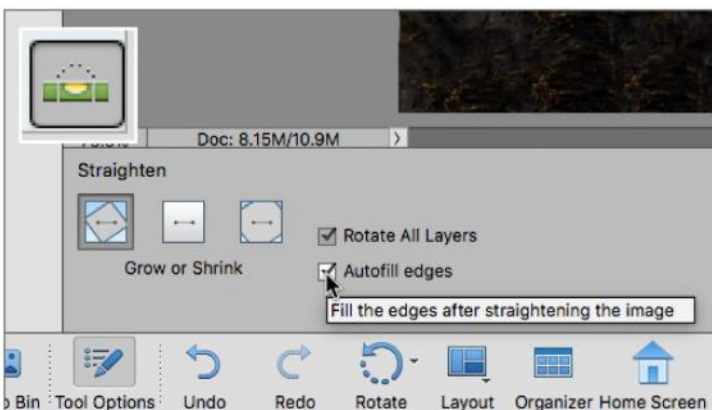 Doc: 8.15M/10.9M
Straighten
Rotate All Layers
Grow or Shrink
Autofill edges
Fill the edges after straightening the image
Bin Tool Options Undo Redo Rotate Layout Organizer Home Screen